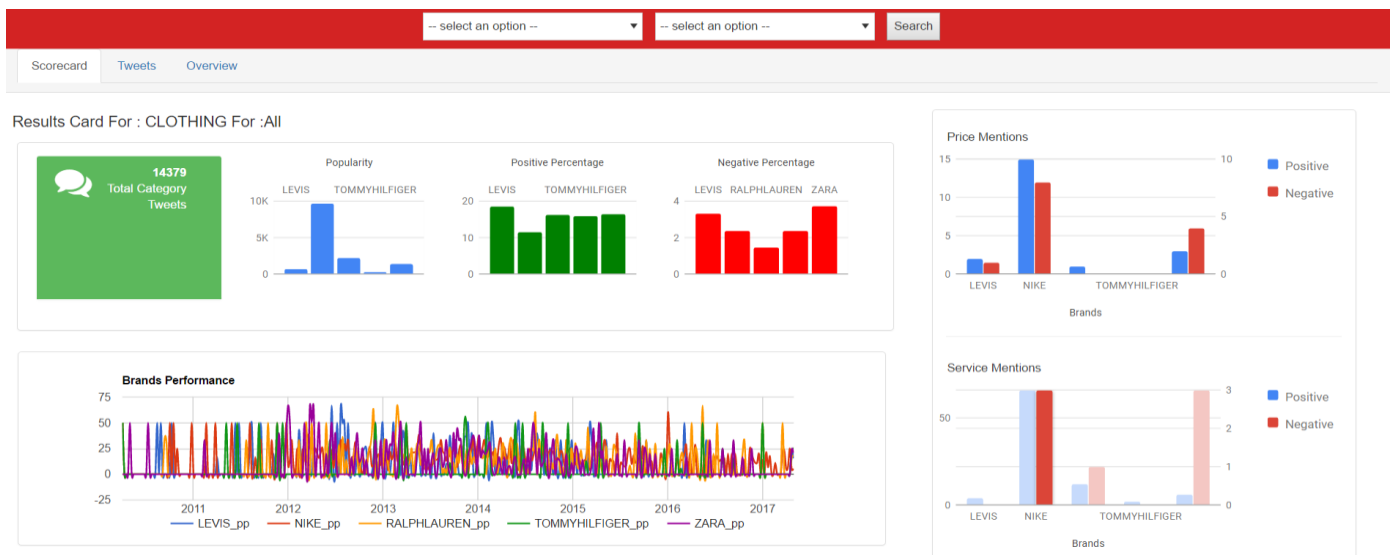 -- select an option --
-- select an option --
Search
Scorecard
Tweets
Overview
Results Card For : CLOTHING For :All
14379
Total Category
Tweets
Popularity
LEVIS TOMMYHILFIGER
10K
5K
0
Positive Percentage
LEVIS TOMMYHILFIGER
20
10
0
Negative Percentage
LEVIS RALPHLAUREN ZARA
4
2
0
Brands Performance
75
50
25
0
-25
2011 2012 2013 2014 2015 2016 2017
LEVIS_pp NIKE_pp RALPHLAUREN_pp TOMMYHILFIGER_pp ZARA_pp
Price Mentions
15
10
5
0
10
5
0
Positive
Negative
LEVIS NIKE TOMMYHILFIGER
Brands
Service Mentions
50
0
3
2
1
0
Positive
Negative
LEVIS NIKE TOMMYHILFIGER
Brands